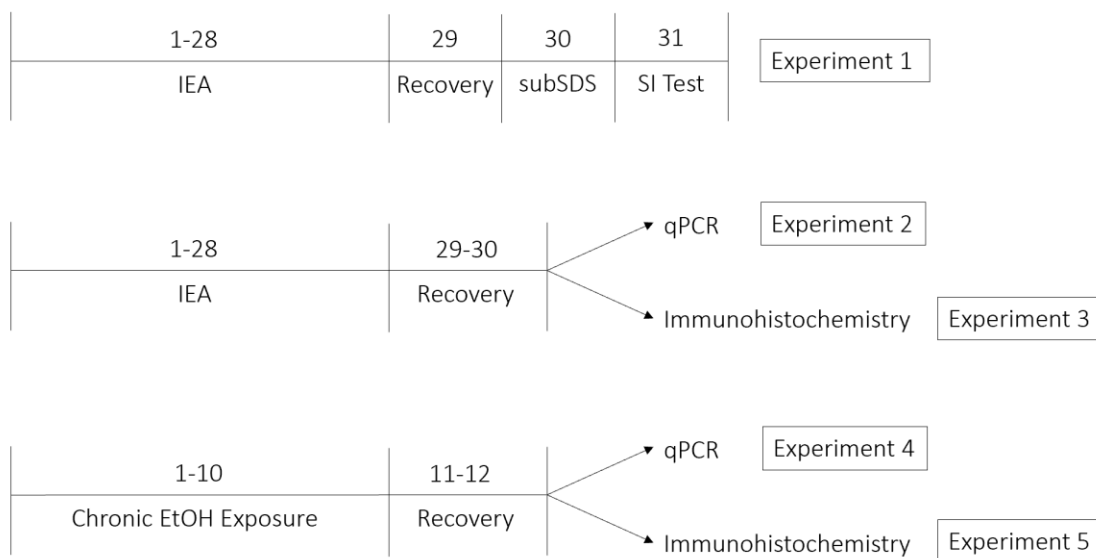 1-28 29 30 31
Experiment 1
IEA Recovery subSDS SI Test
qPCR Experiment 2
1-28 29-30
IEA Recovery
Immunohistochemistry Experiment 3
qPCR Experiment 4
1-10 11-12
Chronic EtOH Exposure Recovery
Immunohistochemistry Experiment 5